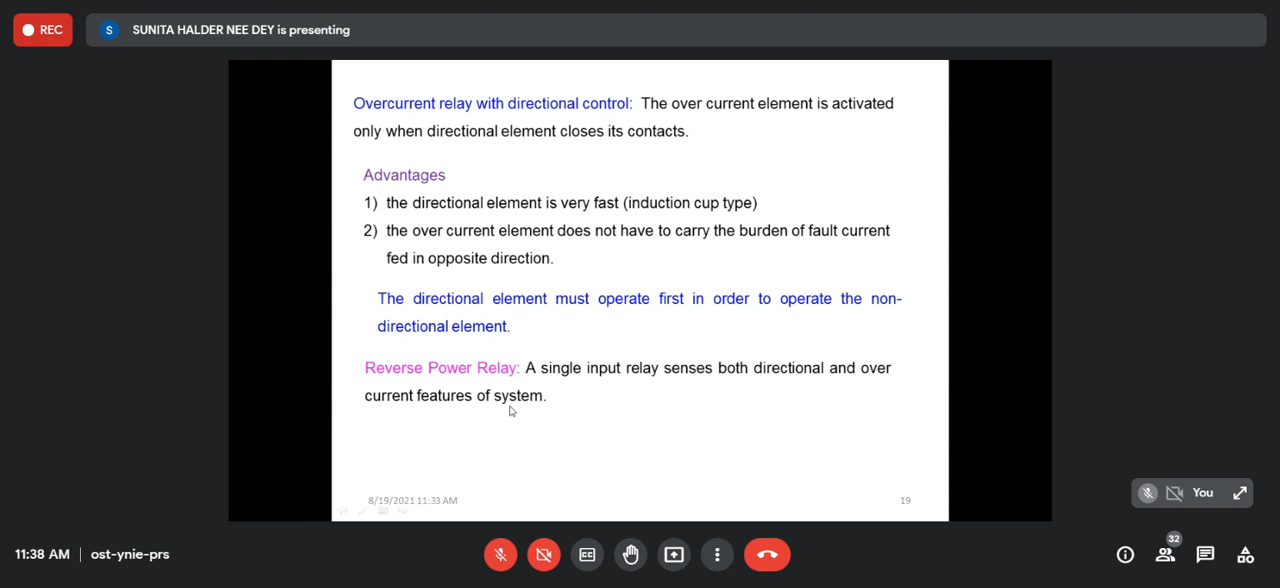 REC
S
SUNITA HALDER NEE DEY is presenting
Overcurrent relay with directional control: The over current element is activated
only when directional element closes its contacts.
Advantages
1) the directional element is very fast (induction cup type)
2) the over current element does not have to carry the burden of fault current
fed in opposite direction.
The directional element must operate first in order to operate the non-
directional element.
Reverse Power Relay: A single input relay senses both directional and over
current features of system.
8/19/2021 11:33 AM
19
You
11:38 AM | ost-ynie-prs
CC
32